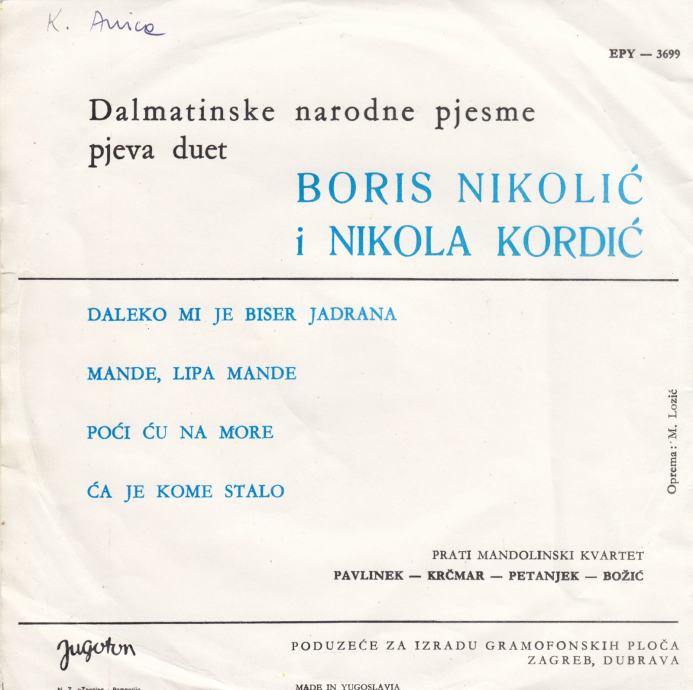 K. Anica
EPY — 3699
Dalmatinske narodne pjesme
pjeva duet
BORIS NIKOLIĆ
i NIKOLA KORDIĆ
DALEKO MI JE BISER JADRANA
MANDE, LIPA MANDE
POĆI ĆU NA MORE
ĆA JE KOME STALO
Oprema: M. Lozić
PRATI MANDOLINSKI KVARTET
PAVLINEK — KRČMAR — PETANJEK — BOŽIĆ
Jugoton
PODUZEĆE ZA IZRADU GRAMOFONSKIH PLOČA
ZAGREB, DUBRAVA
MADE IN YUGOSLAVIA